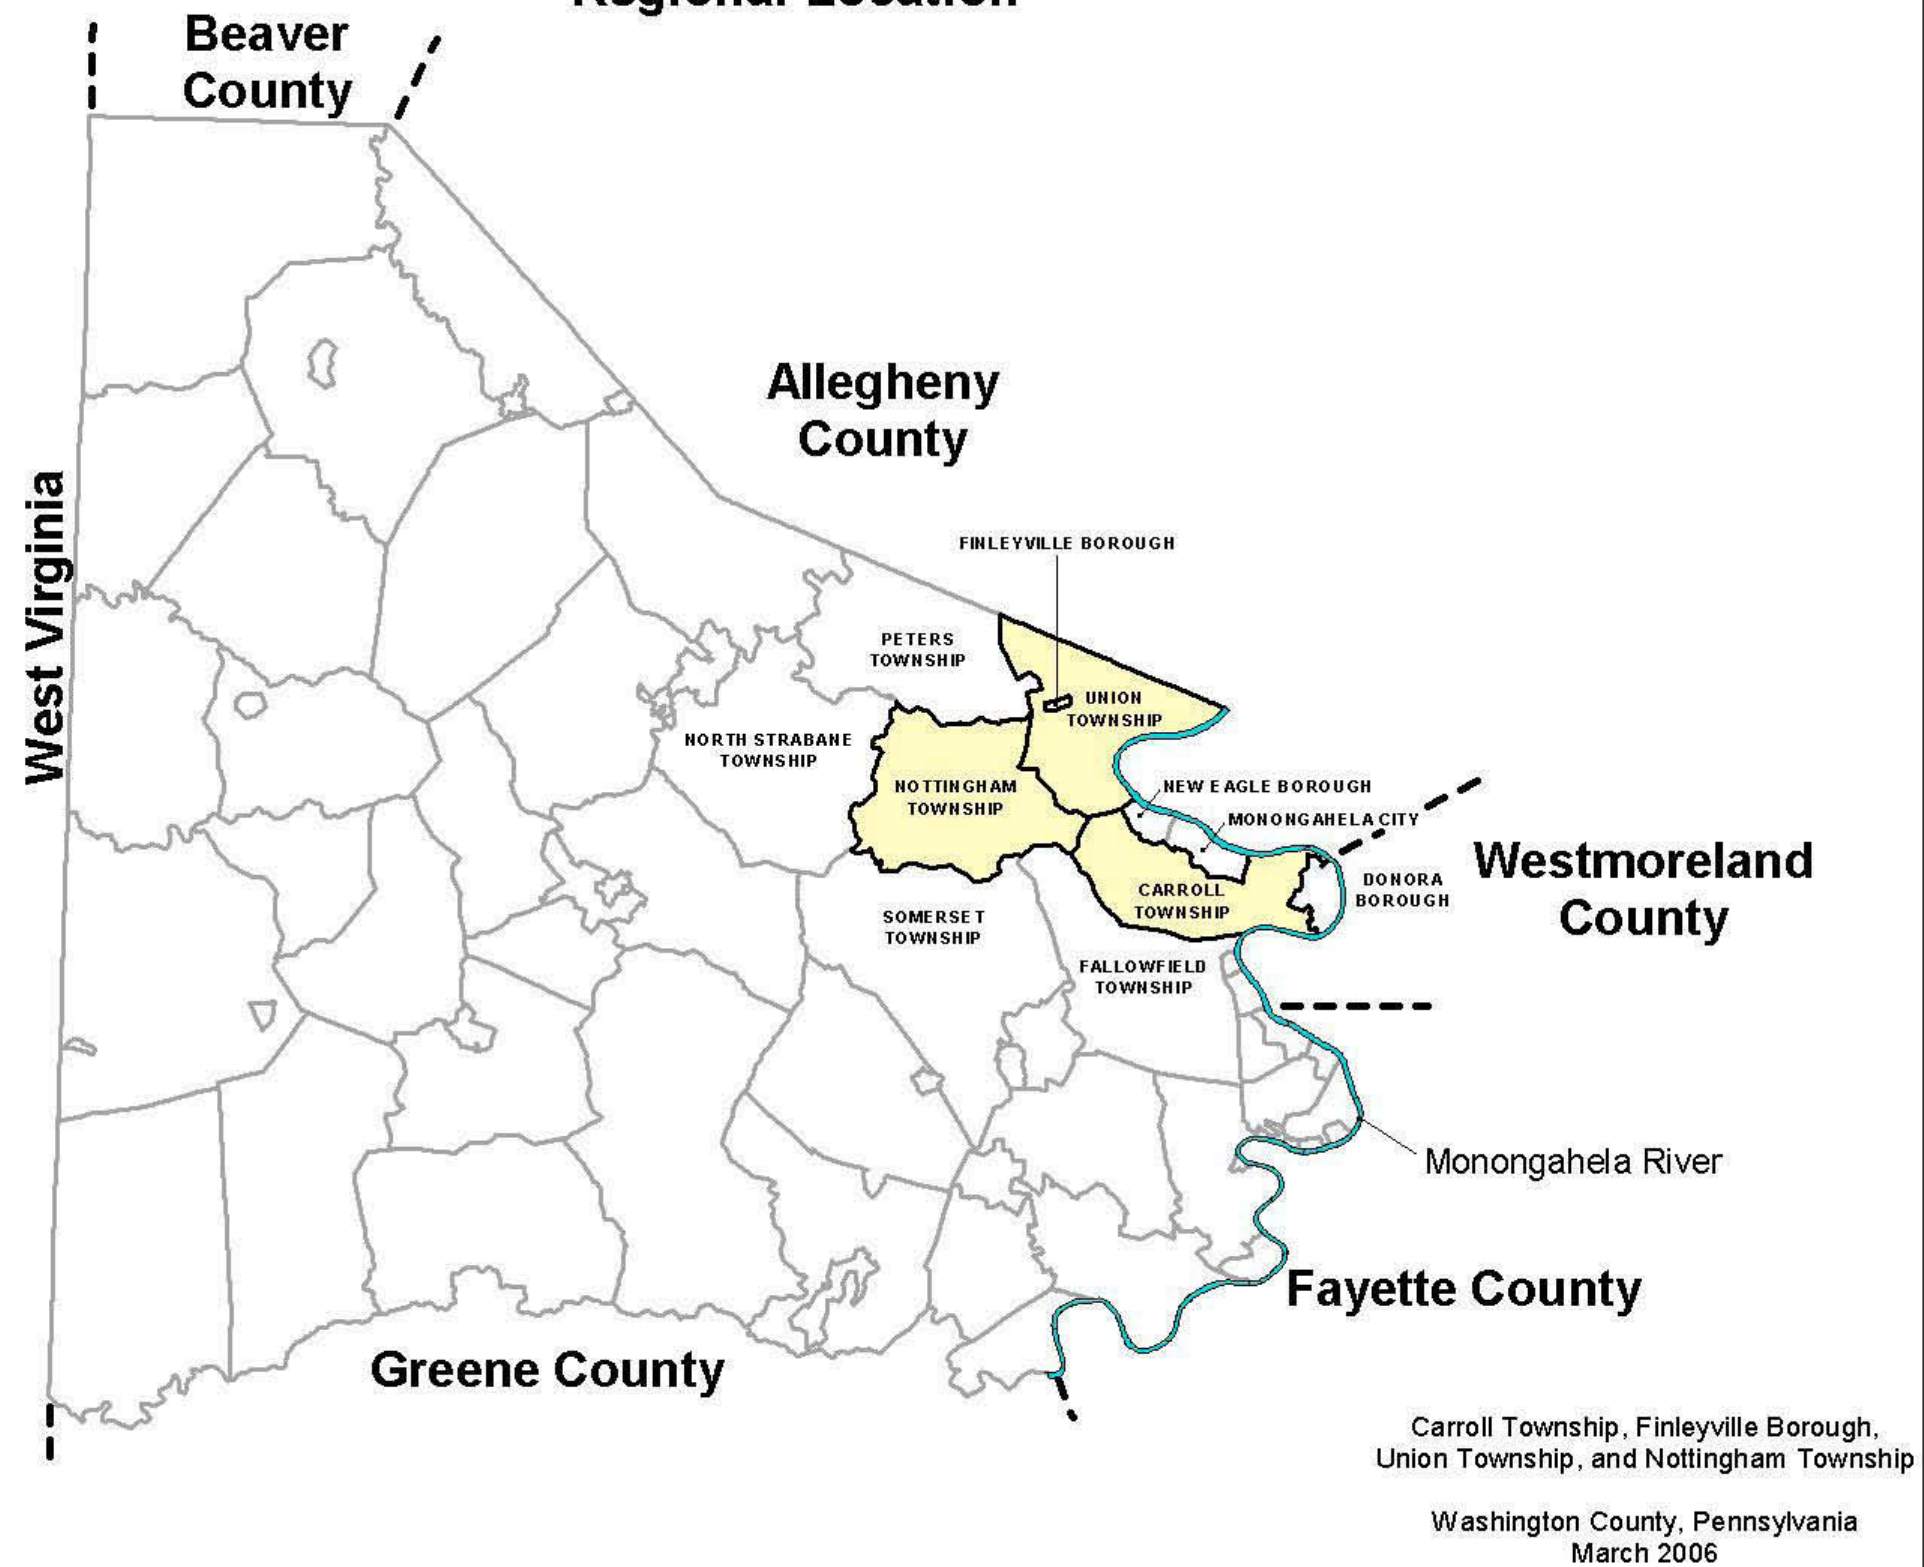 Regional Location
Beaver
County
Allegheny
County
West Virginia
FINLEYVILLE BOROUGH
PETERS
TOWNSHIP
UNION
TOWNSHIP
NORTH STRABANE
TOWNSHIP
NOTTINGHAM
TOWNSHIP
NEW EAGLE BOROUGH
MONONGAHELA CITY
Westmoreland
County
DONORA
BOROUGH
CARROLL
TOWNSHIP
SOMERSET
TOWNSHIP
FALLOWFIELD
TOWNSHIP
Monongahela River
Fayette County
Greene County
Carroll Township, Finleyville Borough,
Union Township, and Nottingham Township
Washington County, Pennsylvania
March 2006